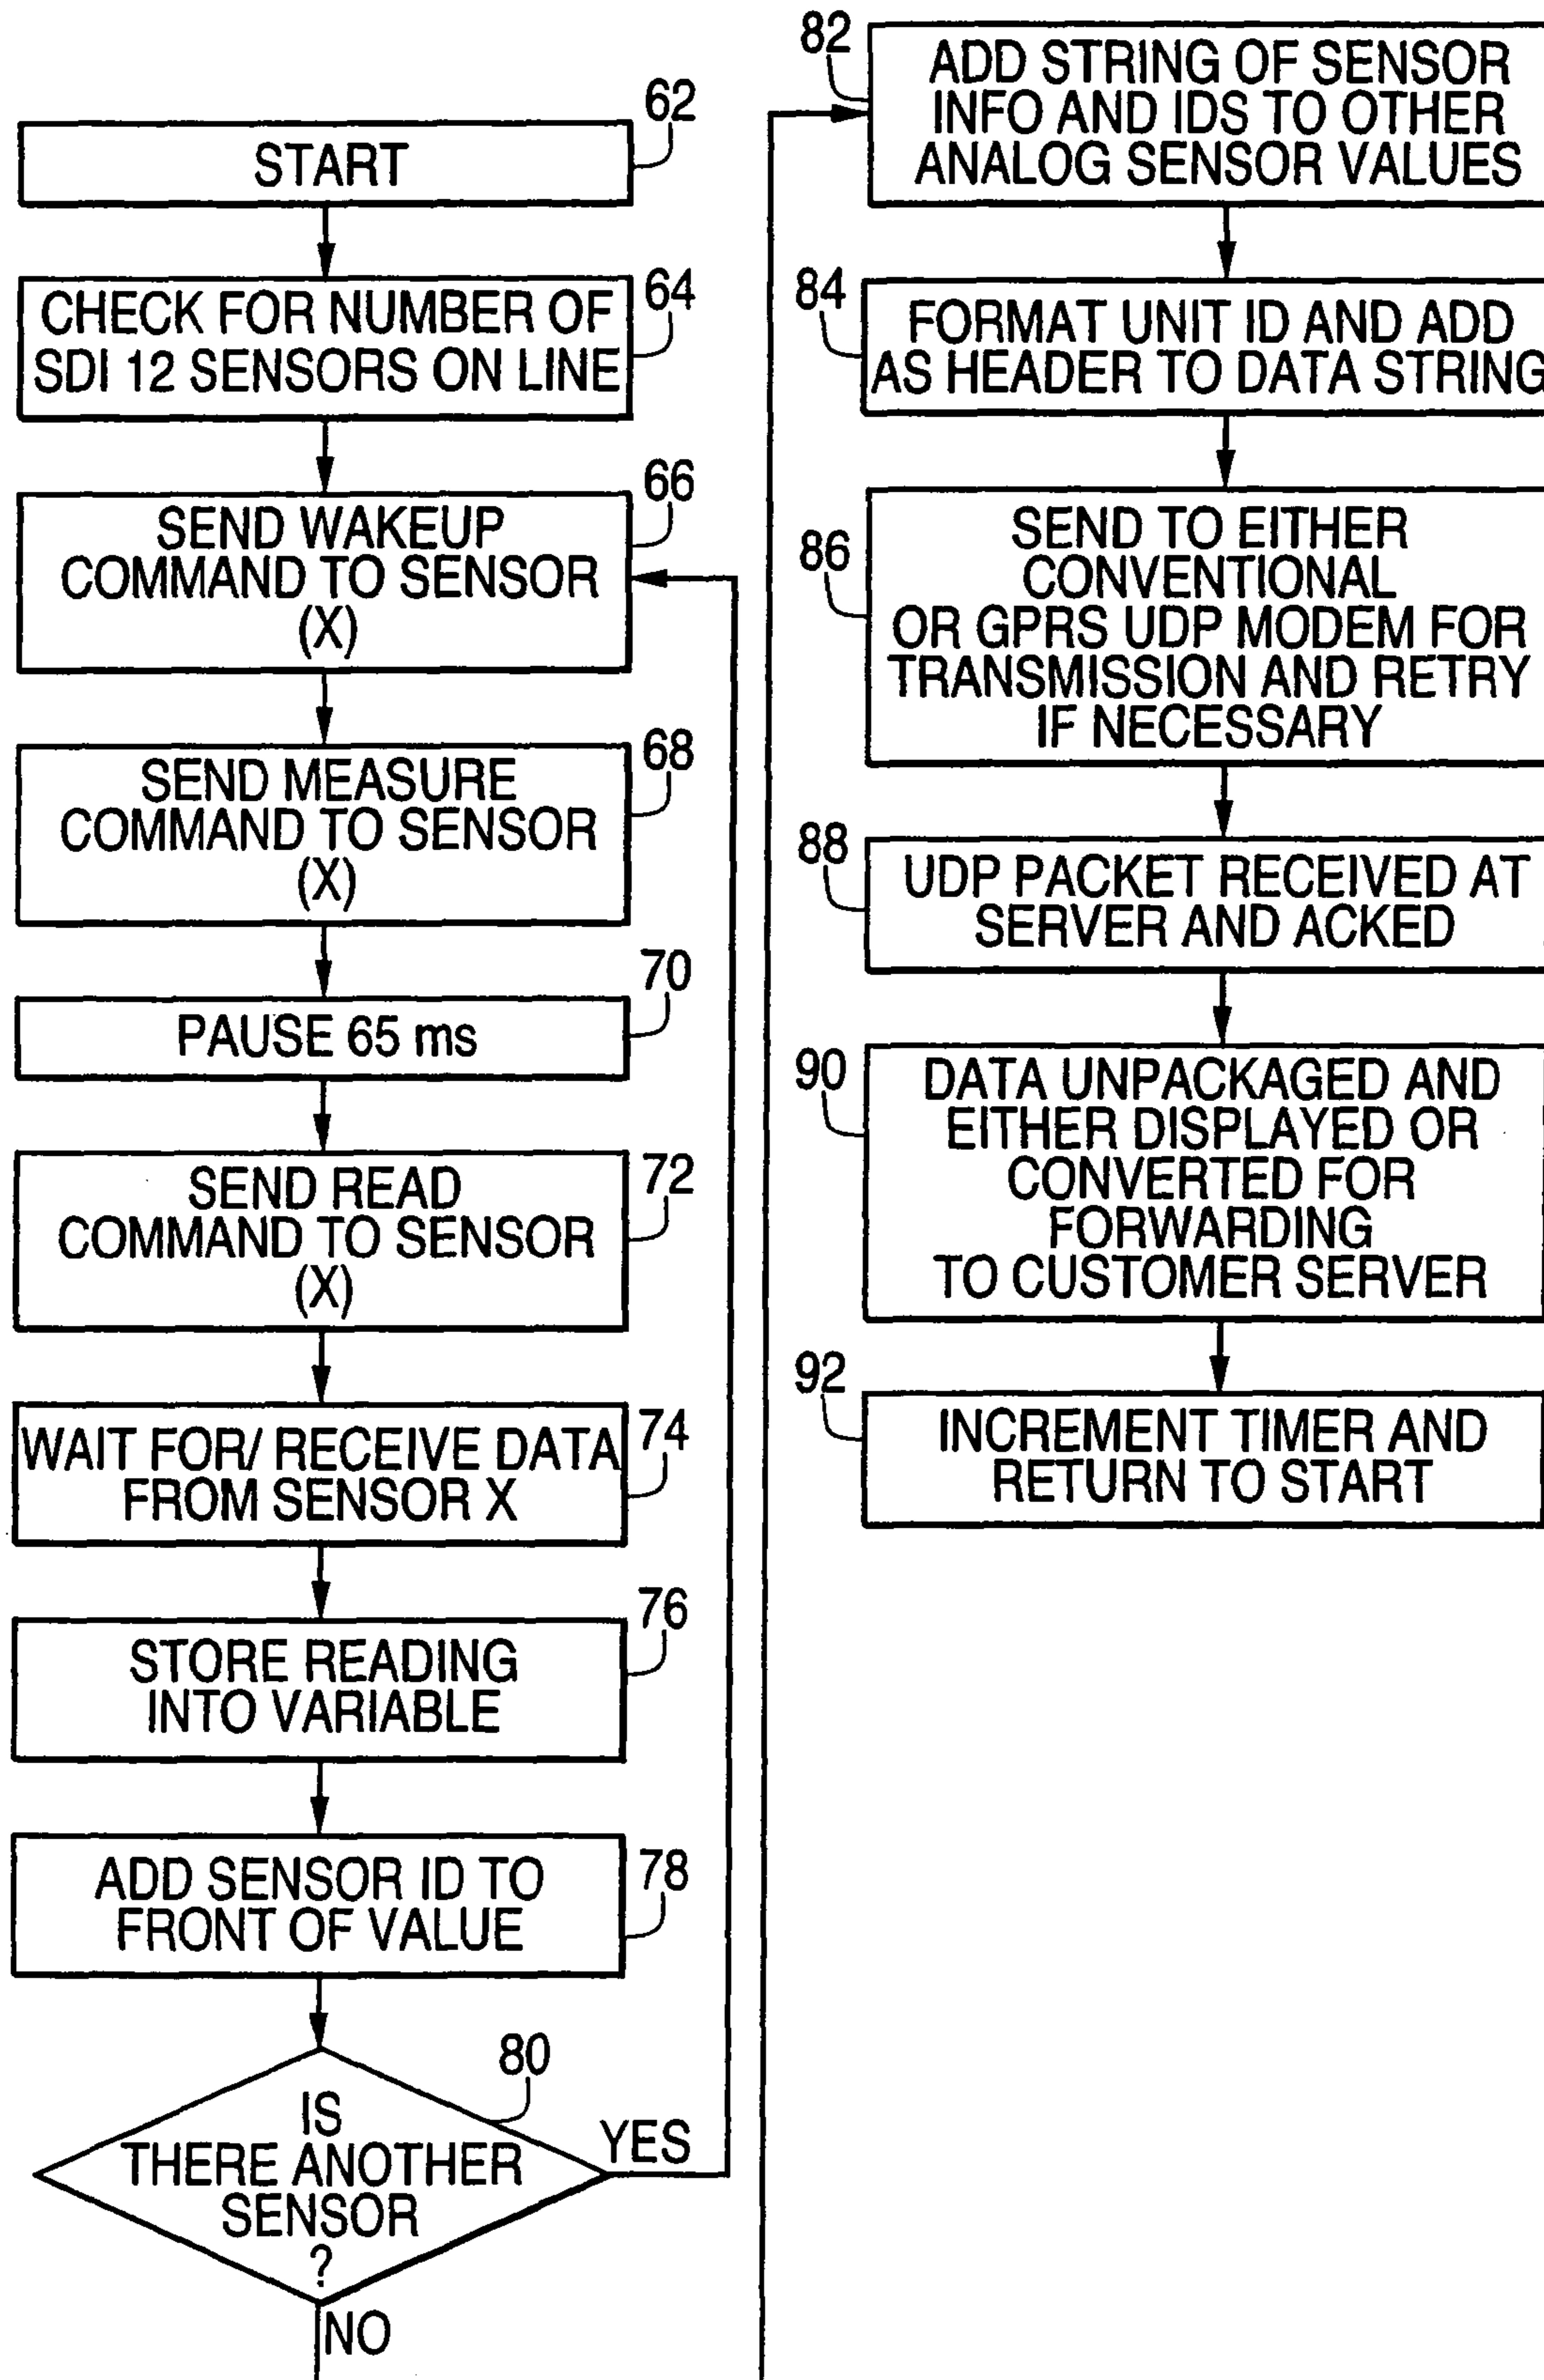 62
START
64
CHECK FOR NUMBER OF
SDI 12 SENSORS ON LINE
66
SEND WAKEUP
COMMAND TO SENSOR
(X)
68
SEND MEASURE
COMMAND TO SENSOR
(X)
70
PAUSE 65 ms
72
SEND READ
COMMAND TO SENSOR
(X)
74
WAIT FOR/ RECEIVE DATA
FROM SENSOR X
76
STORE READING
INTO VARIABLE
78
ADD SENSOR ID TO
FRONT OF VALUE
80
IS
THERE ANOTHER
SENSOR
?
YES
NO
82
ADD STRING OF SENSOR
INFO AND IDS TO OTHER
ANALOG SENSOR VALUES
84
FORMAT UNIT ID AND ADD
AS HEADER TO DATA STRING
86
SEND TO EITHER
CONVENTIONAL
OR GPRS UDP MODEM FOR
TRANSMISSION AND RETRY
IF NECESSARY
88
UDP PACKET RECEIVED AT
SERVER AND ACKED
90
DATA UNPACKAGED AND
EITHER DISPLAYED OR
CONVERTED FOR
FORWARDING
TO CUSTOMER SERVER
92
INCREMENT TIMER AND
RETURN TO START